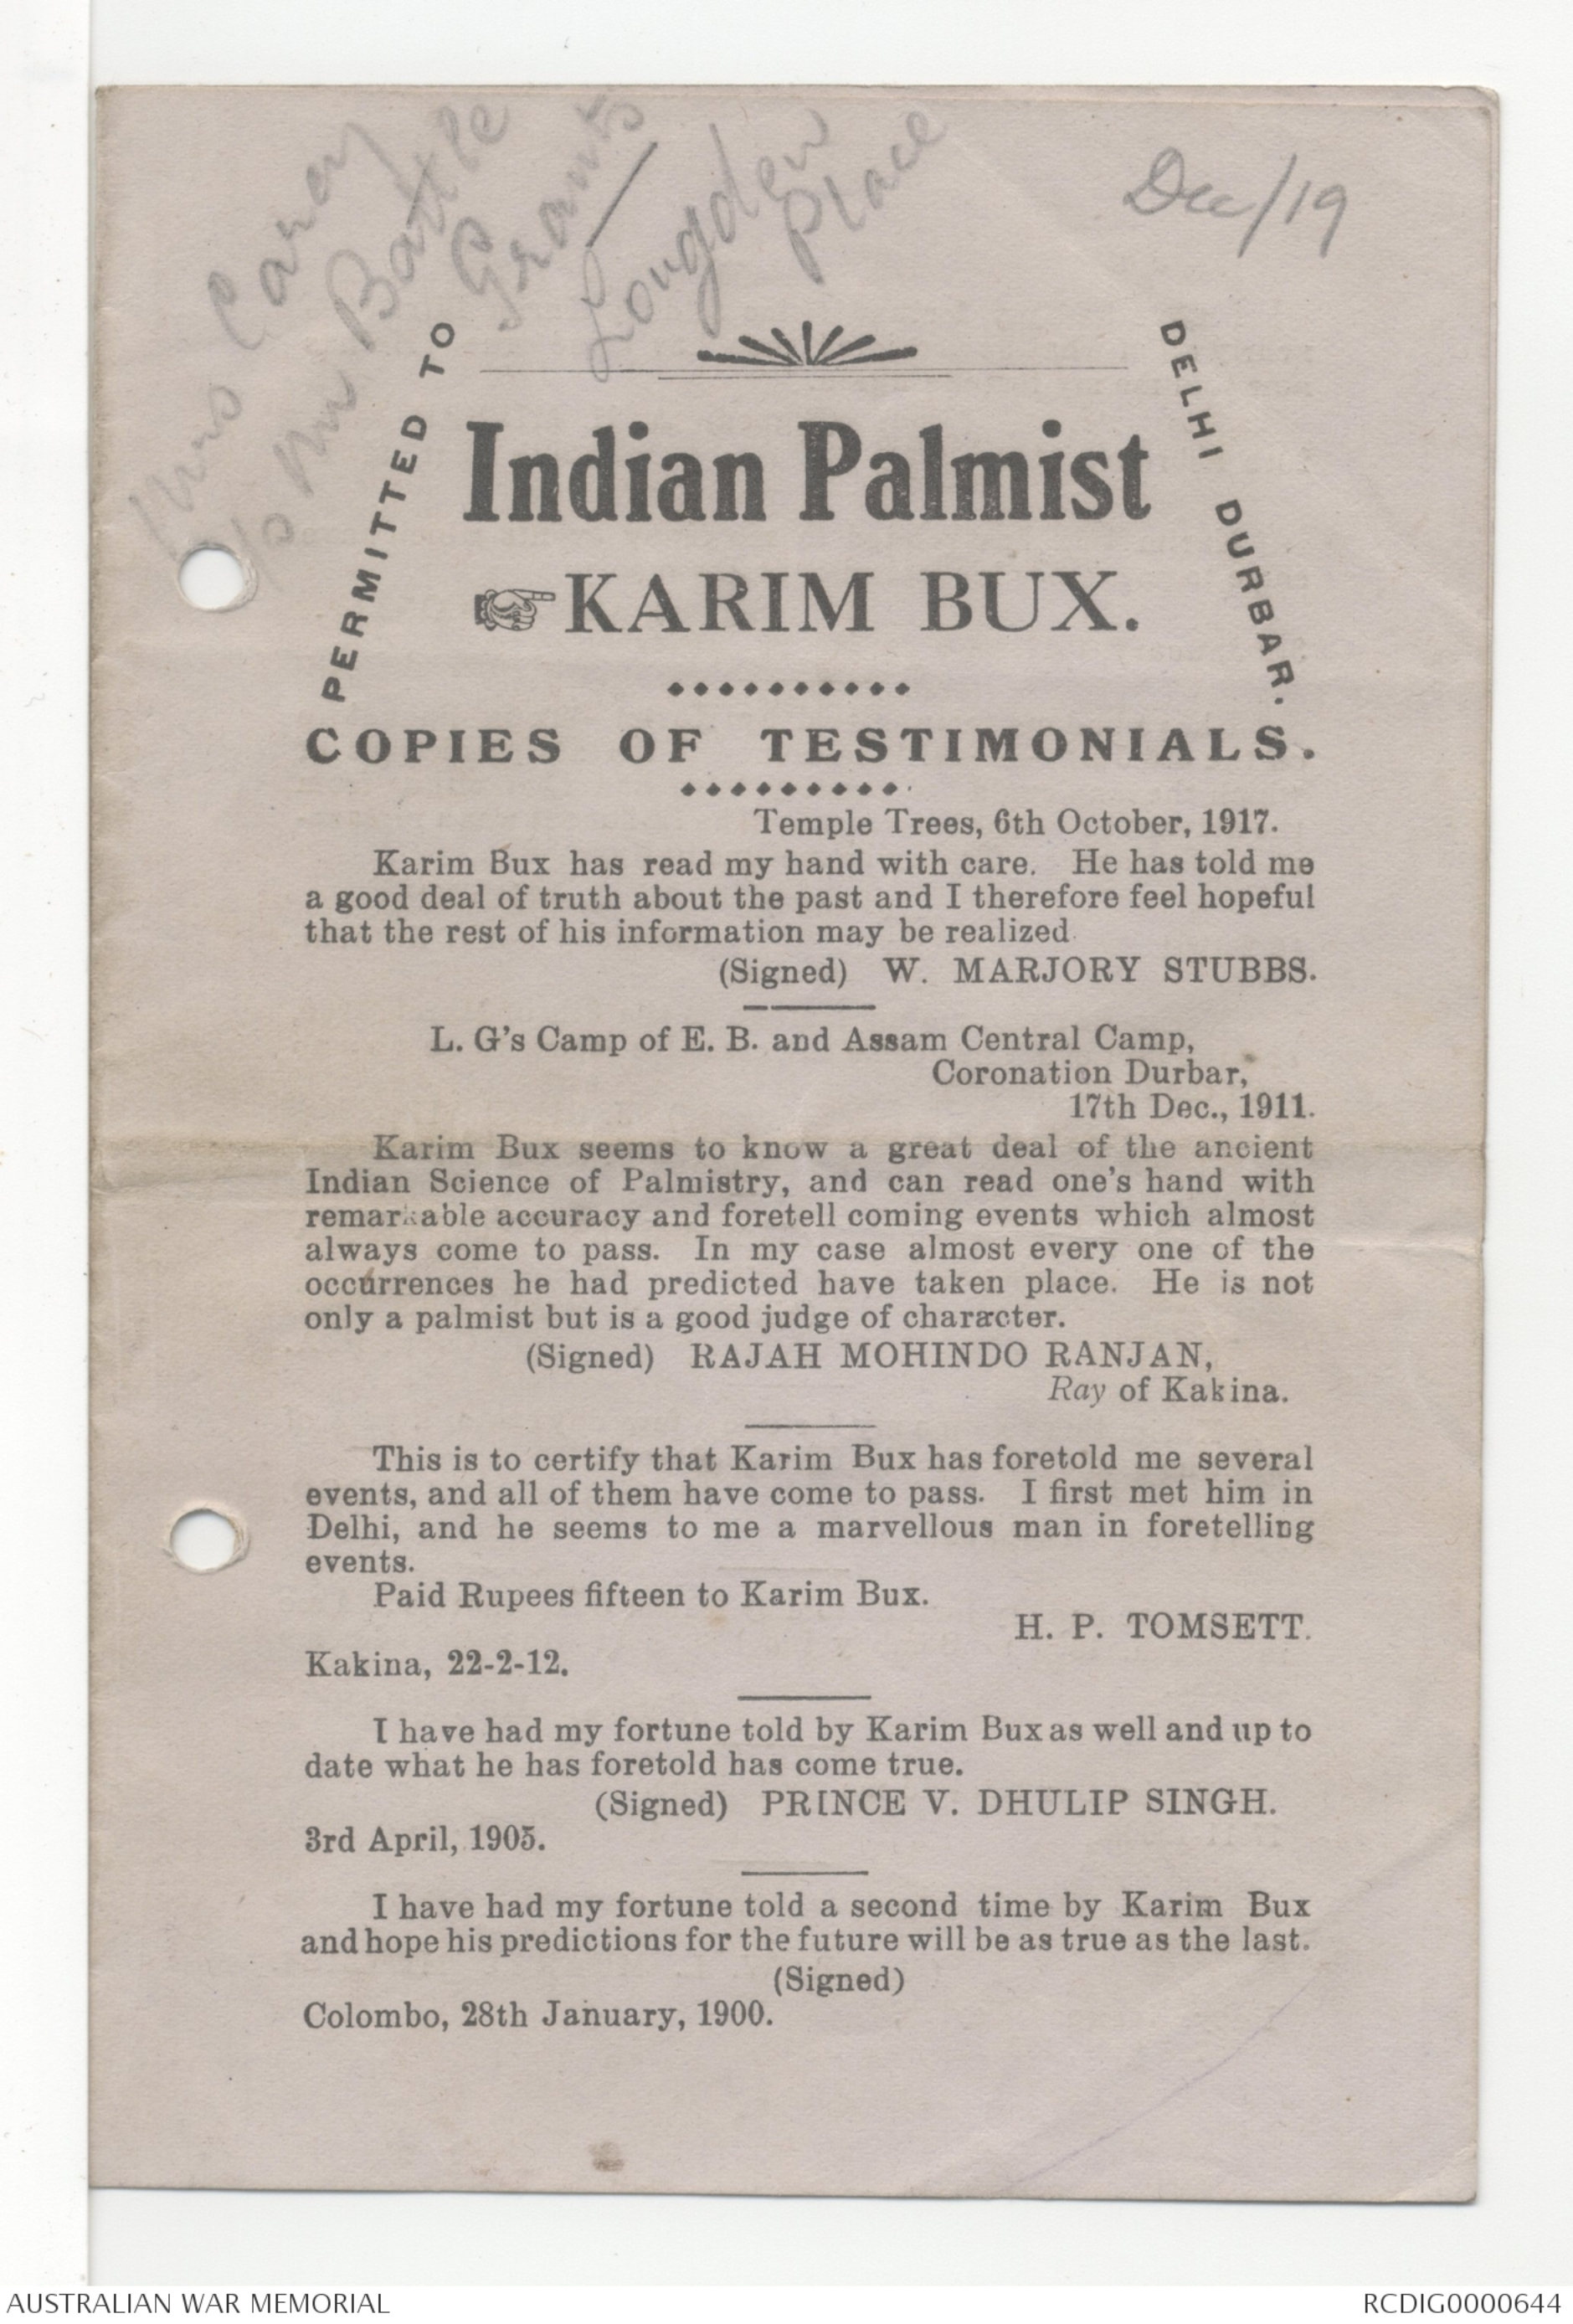 Mrs Carey
c/o Mr Battle
Grants
Longden
Place
Dec/19
PERMITTED TO
DELHI DURBAR.
Indian Palmist
KARIM BUX.
COPIES OF TESTIMONIALS.
Temple Trees, 6th October, 1917.
Karim Bux has read my hand with care. He has told me
a good deal of truth about the past and I therefore feel hopeful
that the rest of his information may be realized.
(Signed) W. MARJORY STUBBS.
L. G's Camp of E. B. and Assam Central Camp,
Coronation Durbar,
17th Dec., 1911.
Karim Bux seems to know a great deal of the ancient
Indian Science of Palmistry, and can read one's hand with
remarkable accuracy and foretell coming events which almost
always come to pass. In my case almost every one of the
occurrences he had predicted have taken place. He is not
only a palmist but is a good judge of character.
(Signed) RAJAH MOHINDO RANJAN,
Ray of Kakina.
This is to certify that Karim Bux has foretold me several
events, and all of them have come to pass. I first met him in
Delhi, and he seems to me a marvellous man in foretelling
events.
Paid Rupees fifteen to Karim Bux.
H. P. TOMSETT.
Kakina, 22-2-12.
I have had my fortune told by Karim Bux as well and up to
date what he has foretold has come true.
(Signed) PRINCE V. DHULIP SINGH.
3rd April, 1905.
I have had my fortune told a second time by Karim Bux
and hope his predictions for the future will be as true as the last.
(Signed)
Colombo, 28th January, 1900.
AUSTRALIAN WAR MEMORIAL
RCDIG0000644